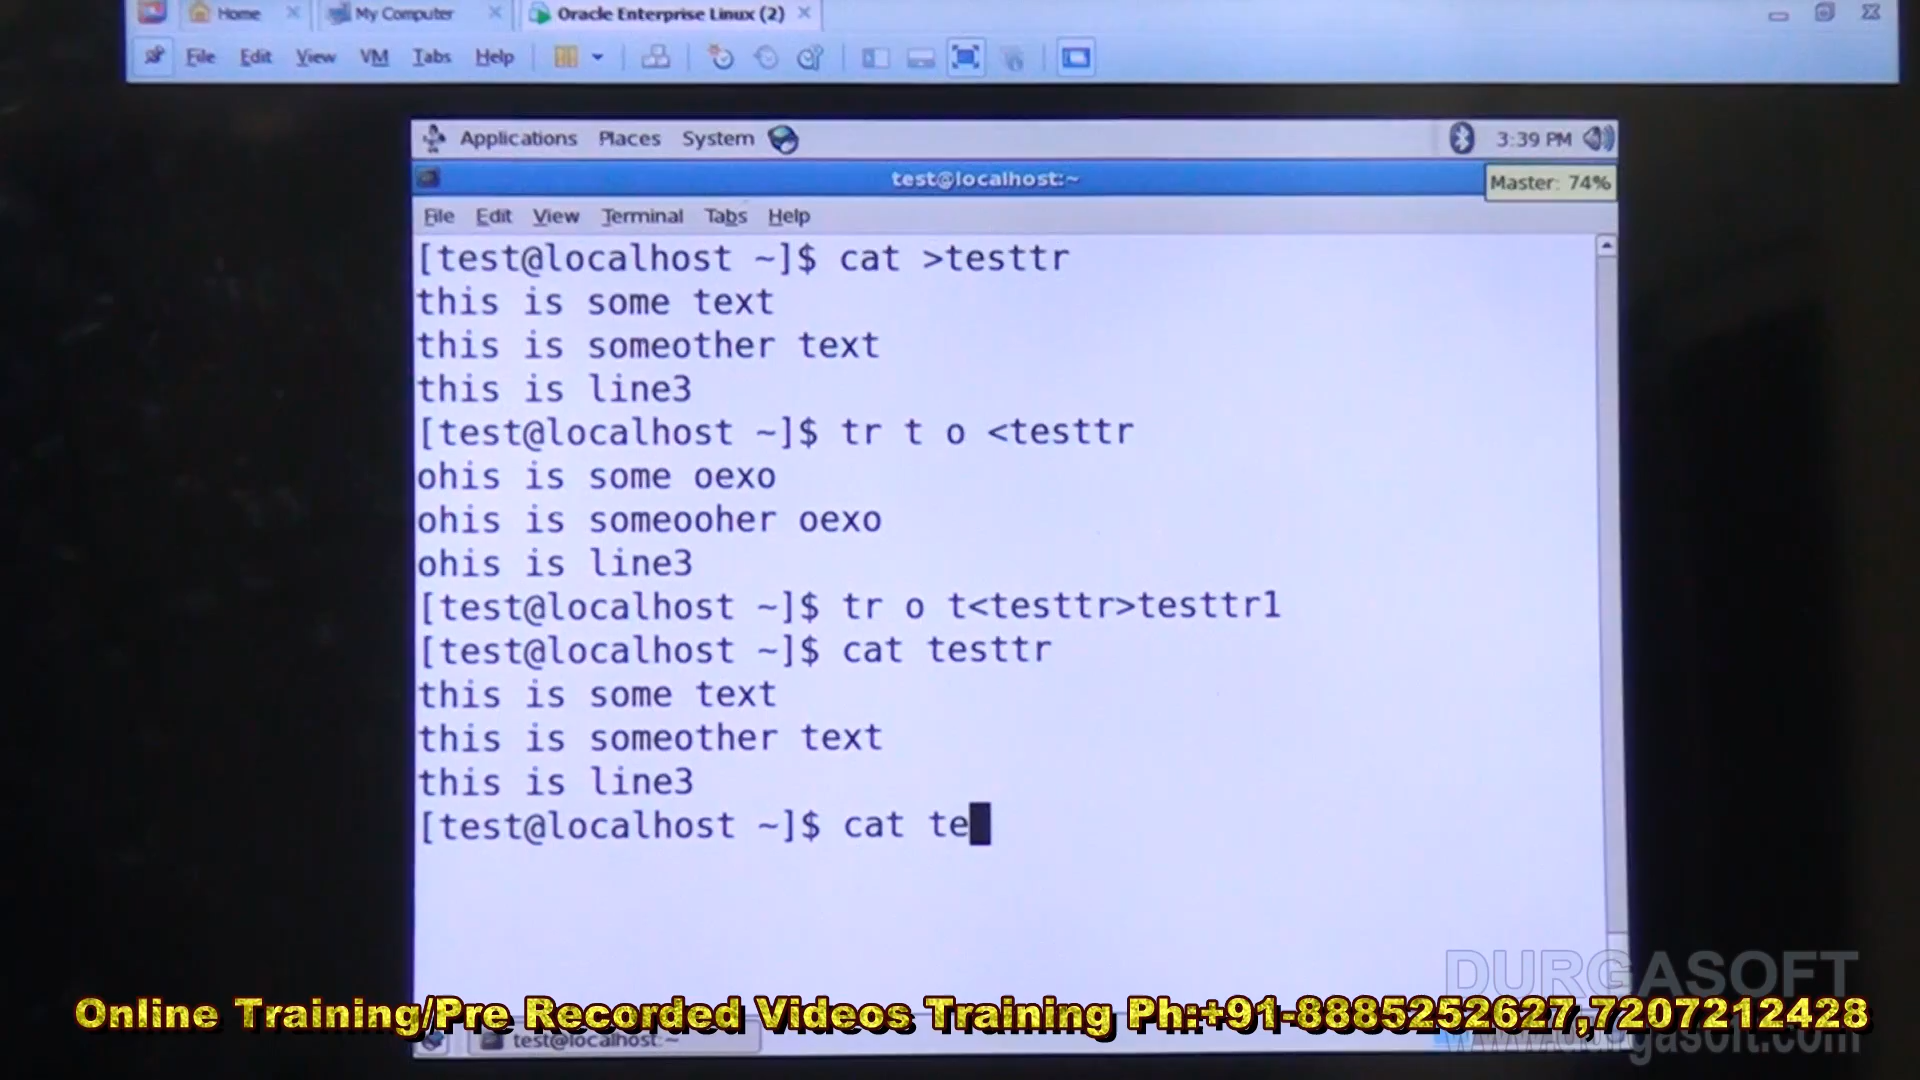 Home My Computer Oracle Enterprise Linux (2)
File Edit View VM Tabs Help
Applications Places System 3:39 PM
test@localhost:~
Master: 74%
File Edit View Terminal Tabs Help
[test@localhost ~]$ cat >testtr
this is some text
this is someother text
this is line3
[test@localhost ~]$ tr t o <testtr
ohis is some oexo
ohis is someooher oexo
ohis is line3
[test@localhost ~]$ tr o t<testtr>testtr1
[test@localhost ~]$ cat testtr
this is some text
this is someother text
this is line3
[test@localhost ~]$ cat te
DURGASOFT
Online Training/Pre Recorded Videos Training Ph:+91-8885252627,7207212428
test@localhost:~
www.durgasoft.com